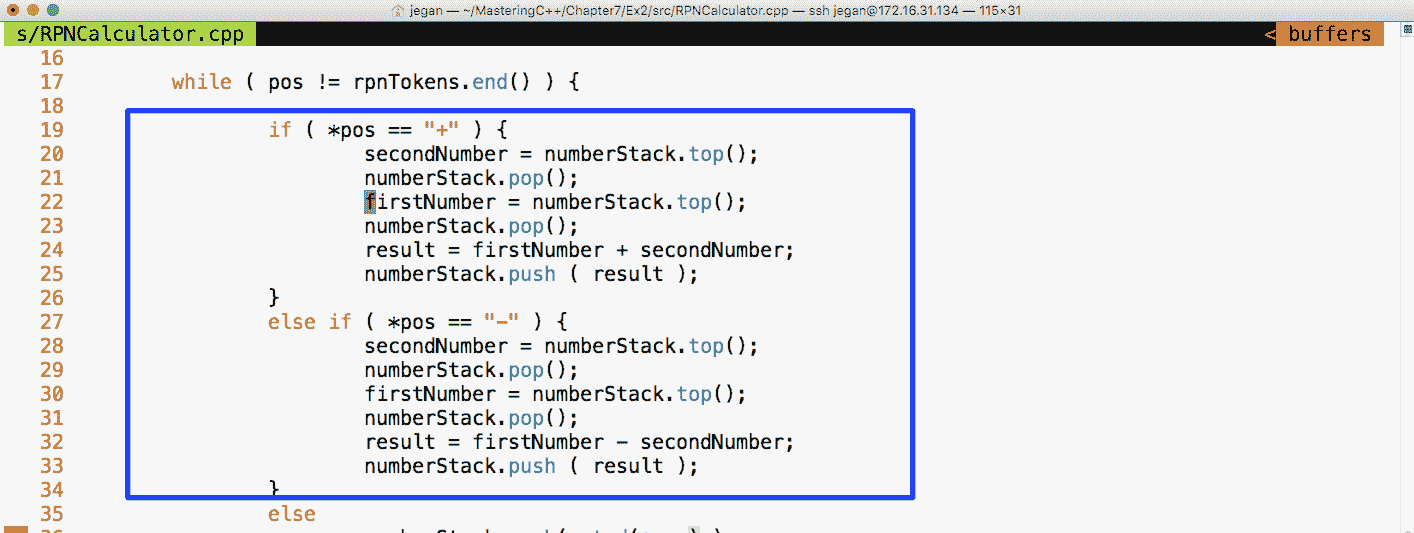 jegan — ~/MasteringC++/Chapter7/Ex2/src/RPNCalculator.cpp — ssh jegan@172.16.31.134 — 115×31
s/RPNCalculator.cpp < buffers
16
17 while ( pos != rpnTokens.end() ) {
18
19 if ( *pos == "+" ) {
20 secondNumber = numberStack.top();
21 numberStack.pop();
22 firstNumber = numberStack.top();
23 numberStack.pop();
24 result = firstNumber + secondNumber;
25 numberStack.push ( result );
26 }
27 else if ( *pos == "-" ) {
28 secondNumber = numberStack.top();
29 numberStack.pop();
30 firstNumber = numberStack.top();
31 numberStack.pop();
32 result = firstNumber - secondNumber;
33 numberStack.push ( result );
34 }
35 else